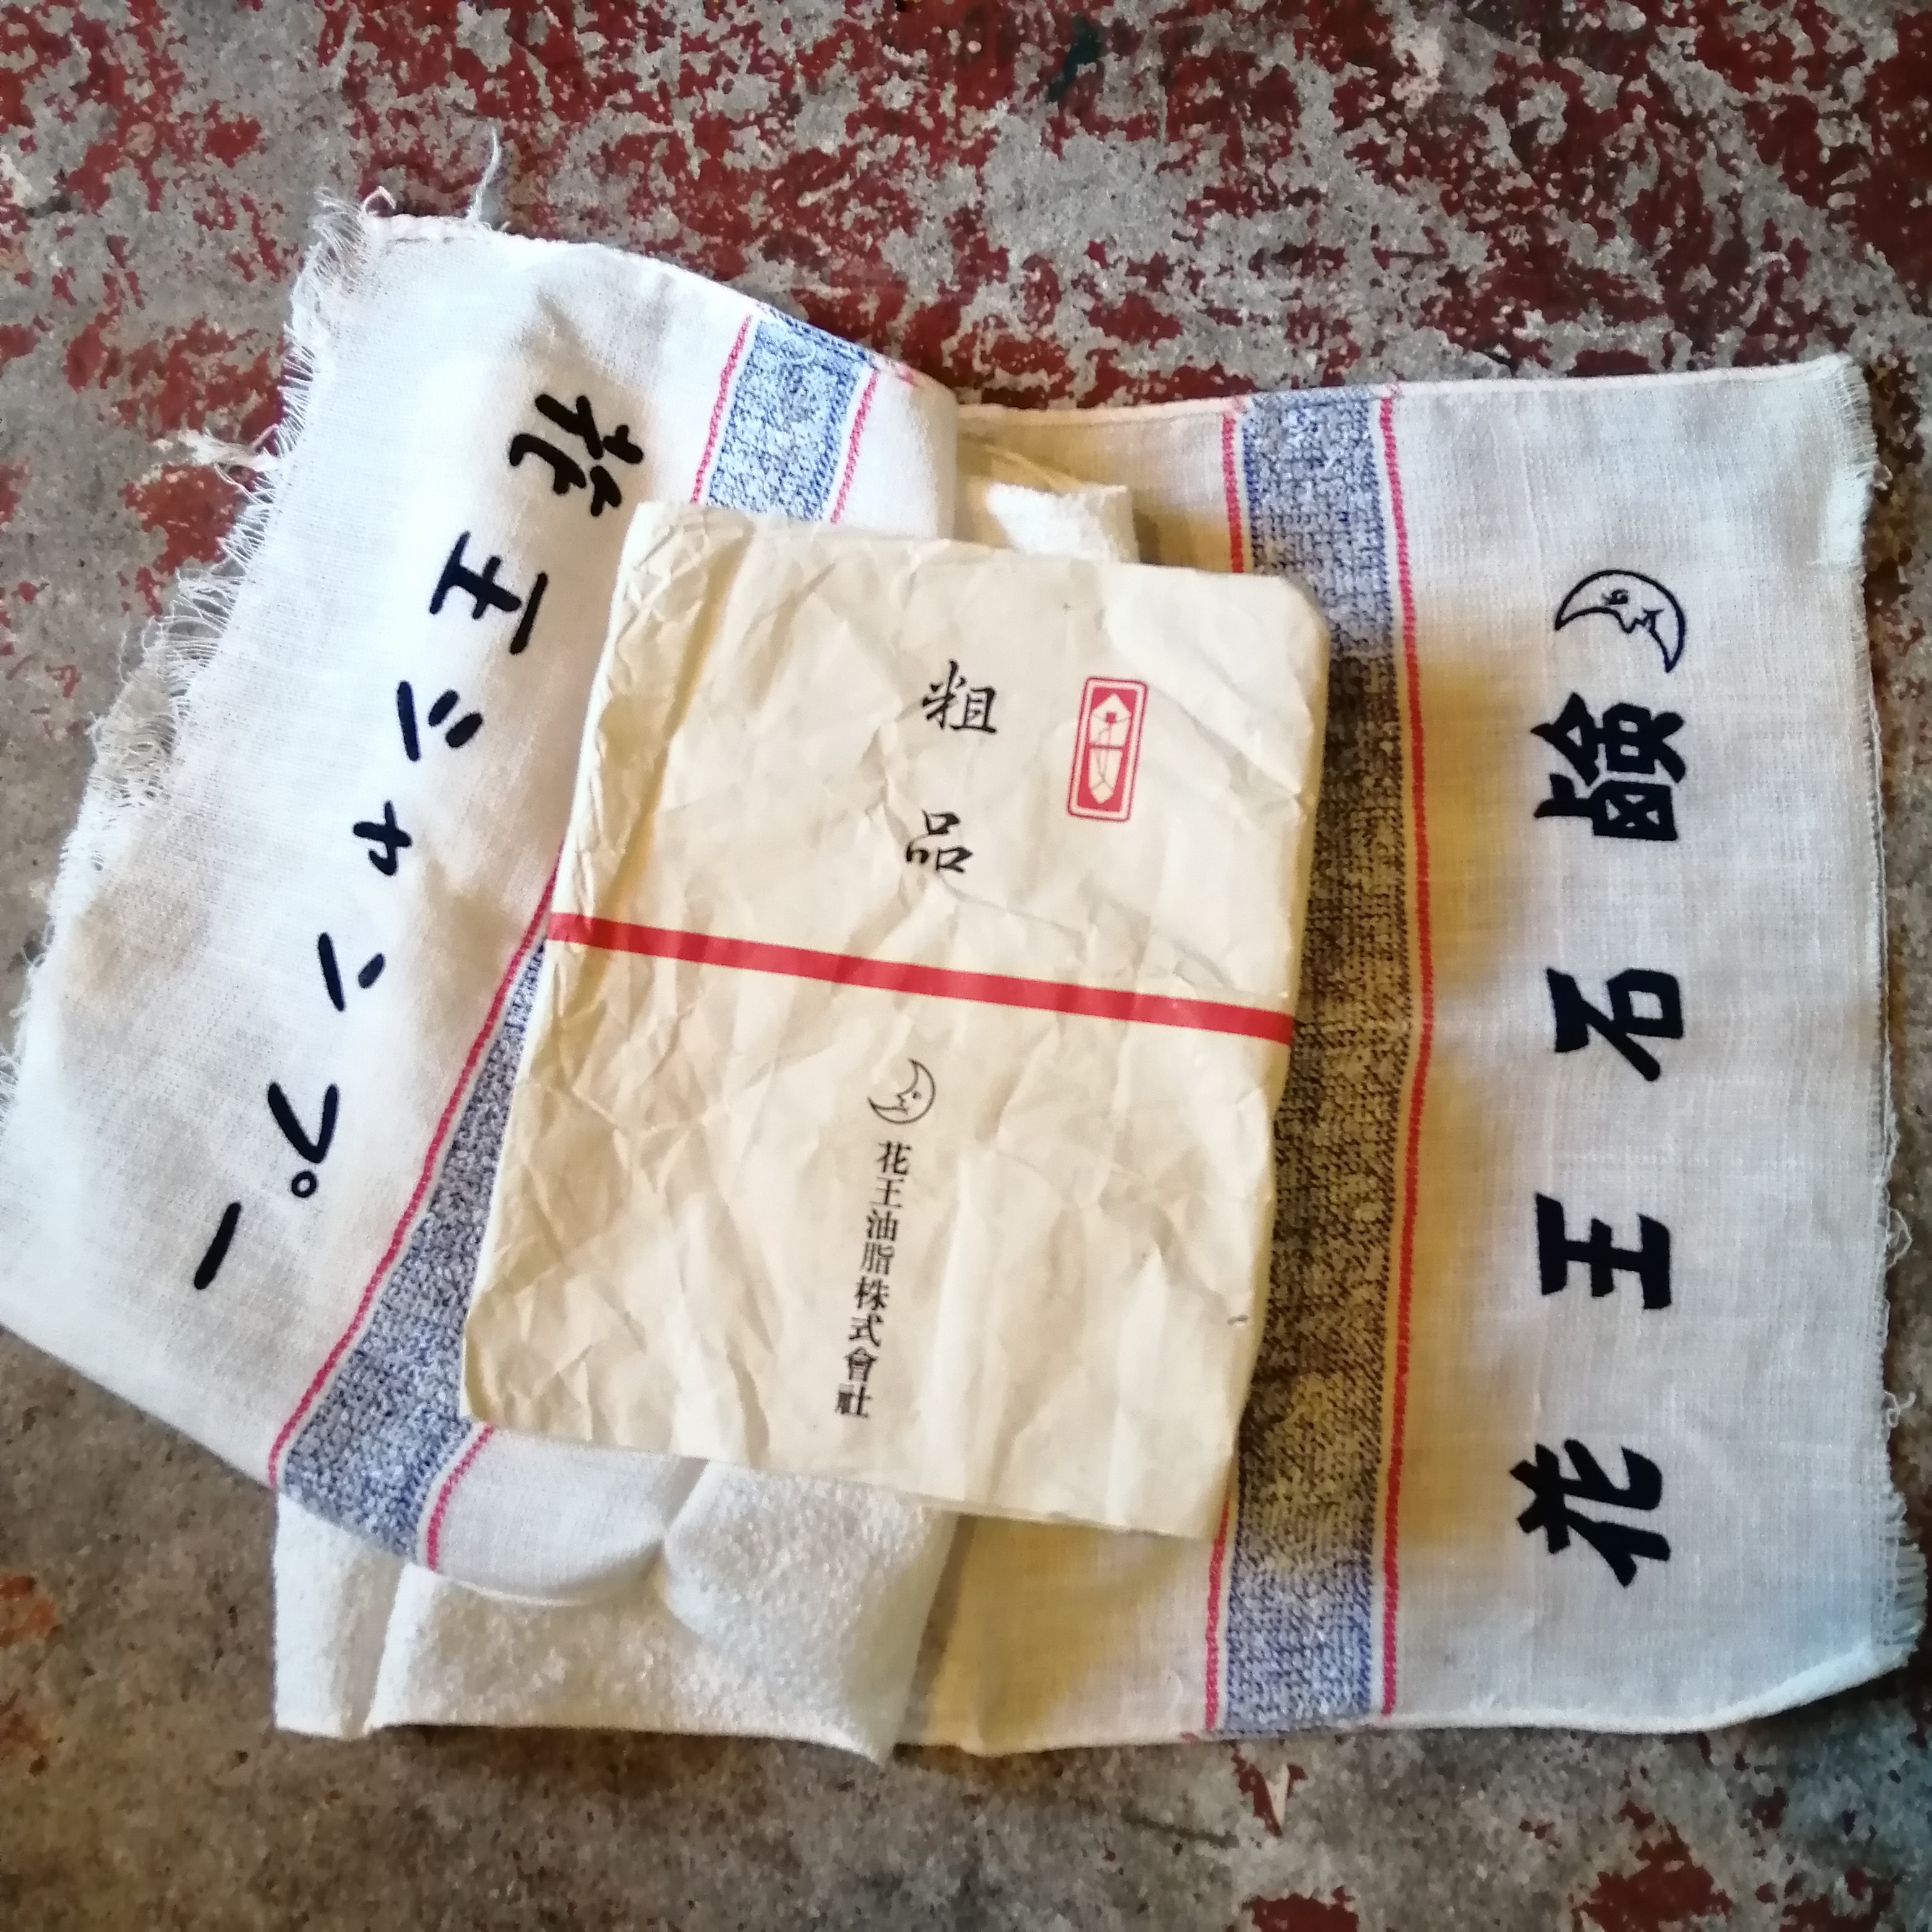 花王石鹼
粗品
花王油脂株式會社
花王シャンプー